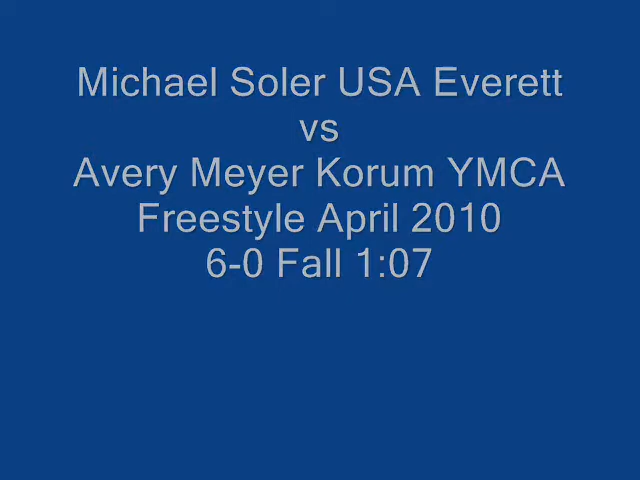 Michael Soler USA Everett
vs
Avery Meyer Korum YMCA
Freestyle April 2010
6-0 Fall 1:07